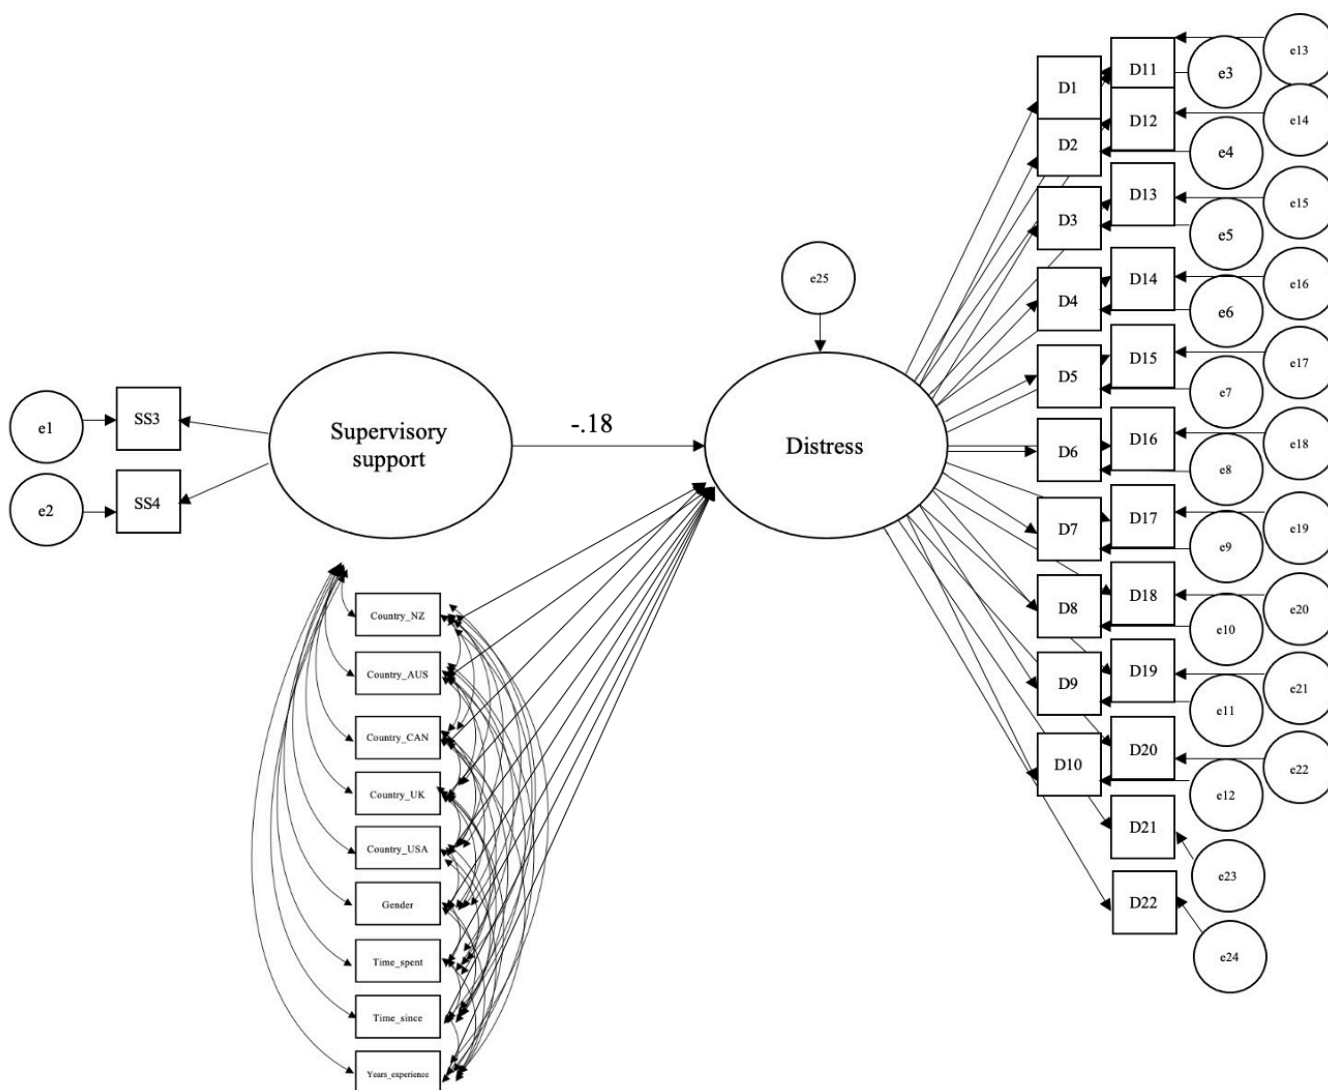 e1
SS3
e2
SS4
Supervisory
support
-.18
e25
Distress
Country_NZ
Country_AUS
Country_CAN
Country_UK
Country_USA
Gender
Time_spent
Time_since
Years_experience
D1
D2
D3
D4
D5
D6
D7
D8
D9
D10
D11
D12
D13
D14
D15
D16
D17
D18
D19
D20
D21
D22
e3
e4
e5
e6
e7
e8
e9
e10
e11
e12
e13
e14
e15
e16
e17
e18
e19
e20
e21
e22
e23
e24